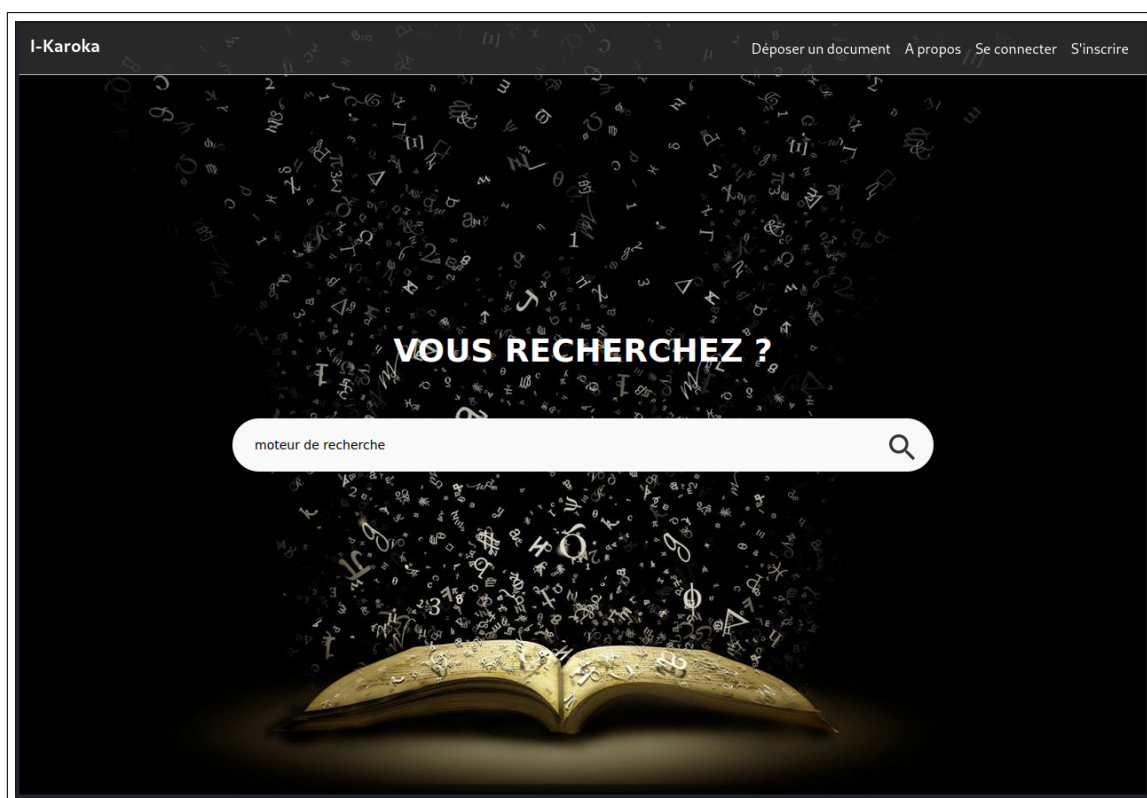 I-Karoka
Déposer un document A propos Se connecter S'inscrire
VOUS RECHERCHEZ ?
moteur de recherche